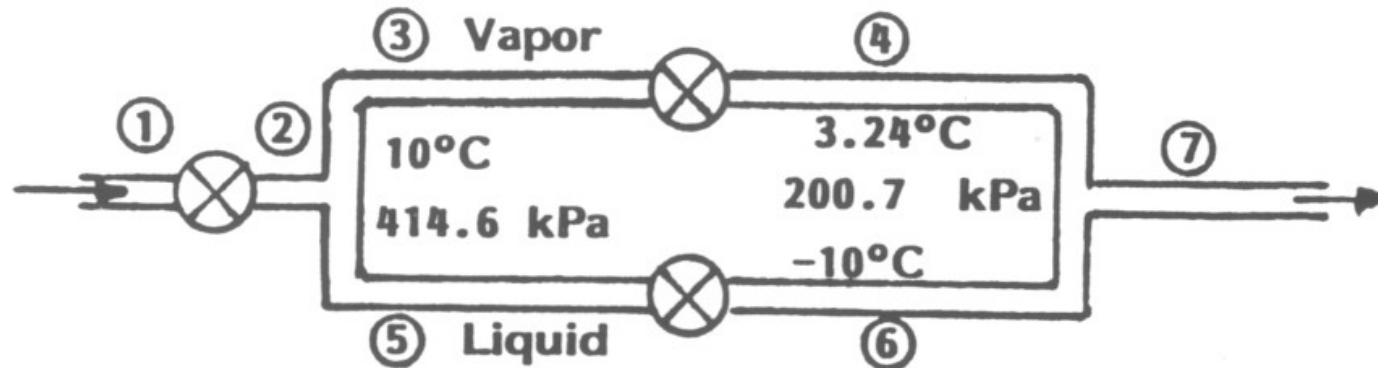 ③ Vapor
④
①
②
10°C
3.24°C
⑦
414.6 kPa
200.7 kPa
-10°C
⑤ Liquid
⑥